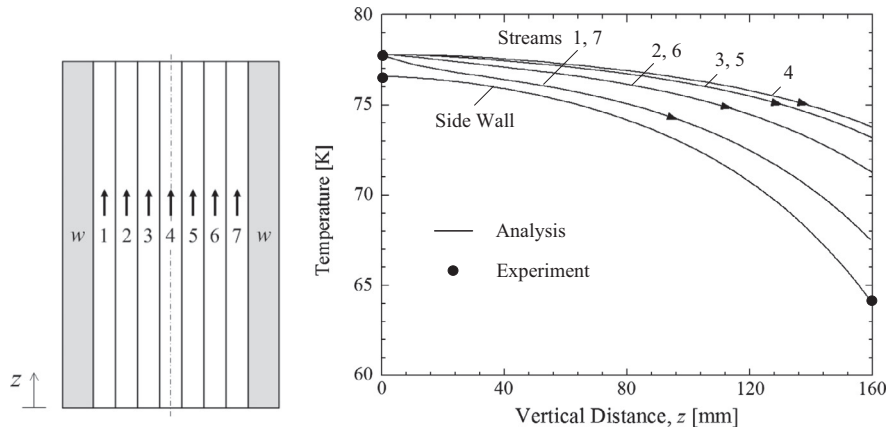 w 1 2 3 4 5 6 7 w
z
80
75
70
65
60
Temperature [K]
Streams 1, 7
2, 6
3, 5
4
Side Wall
Analysis
Experiment
0 40 80 120 160
Vertical Distance, z [mm]